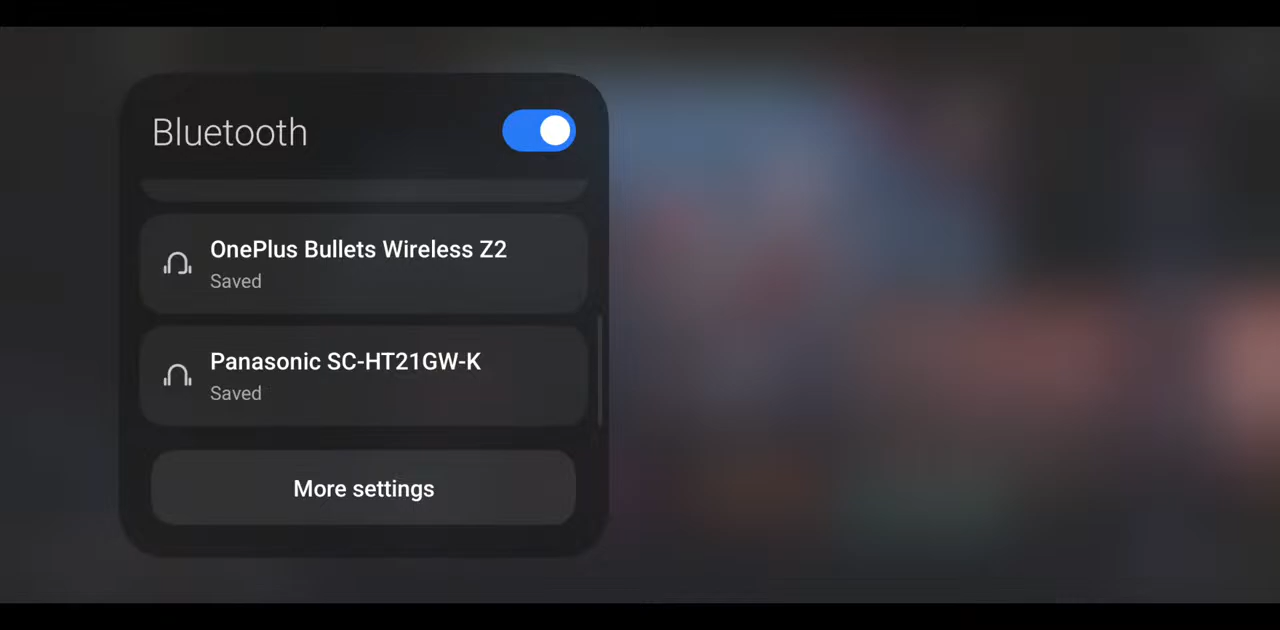 Bluetooth
OnePlus Bullets Wireless Z2
Saved
Panasonic SC-HT21GW-K
Saved
More settings